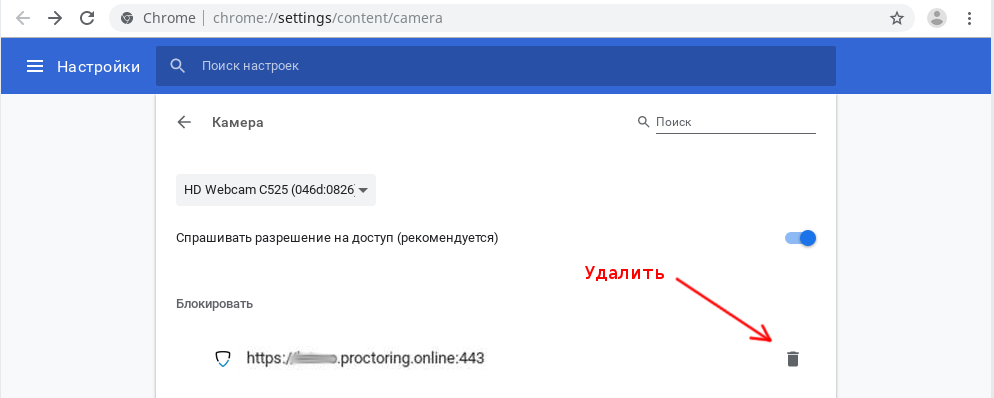 Chrome | chrome://settings/content/camera
Настройки
Поиск настроек
Камера
Поиск
HD Webcam C525 (046d:0826)
Спрашивать разрешение на доступ (рекомендуется)
Удалить
Блокировать
https://.proctoring.online:443